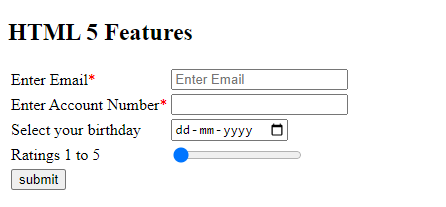 HTML 5 Features
Enter Email* Enter Email
Enter Account Number*
Select your birthday dd-mm-yyyy
Ratings 1 to 5
submit